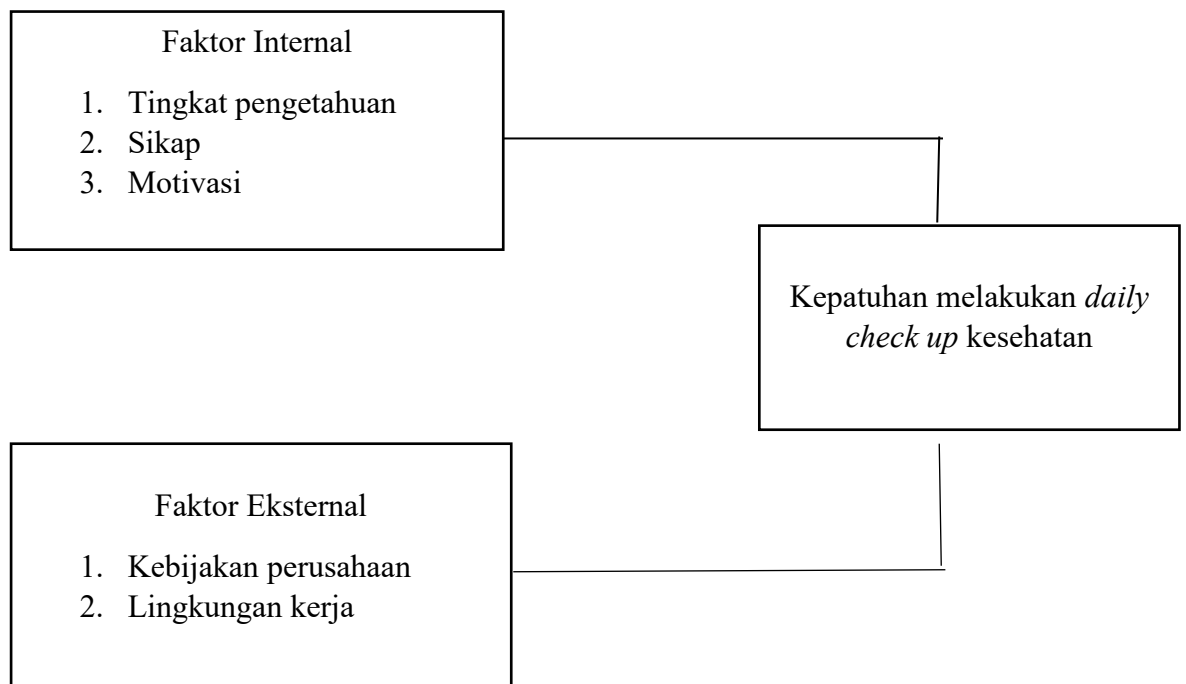 Faktor Internal
1. Tingkat pengetahuan
2. Sikap
3. Motivasi
Kepatuhan melakukan daily
check up kesehatan
Faktor Eksternal
1. Kebijakan perusahaan
2. Lingkungan kerja